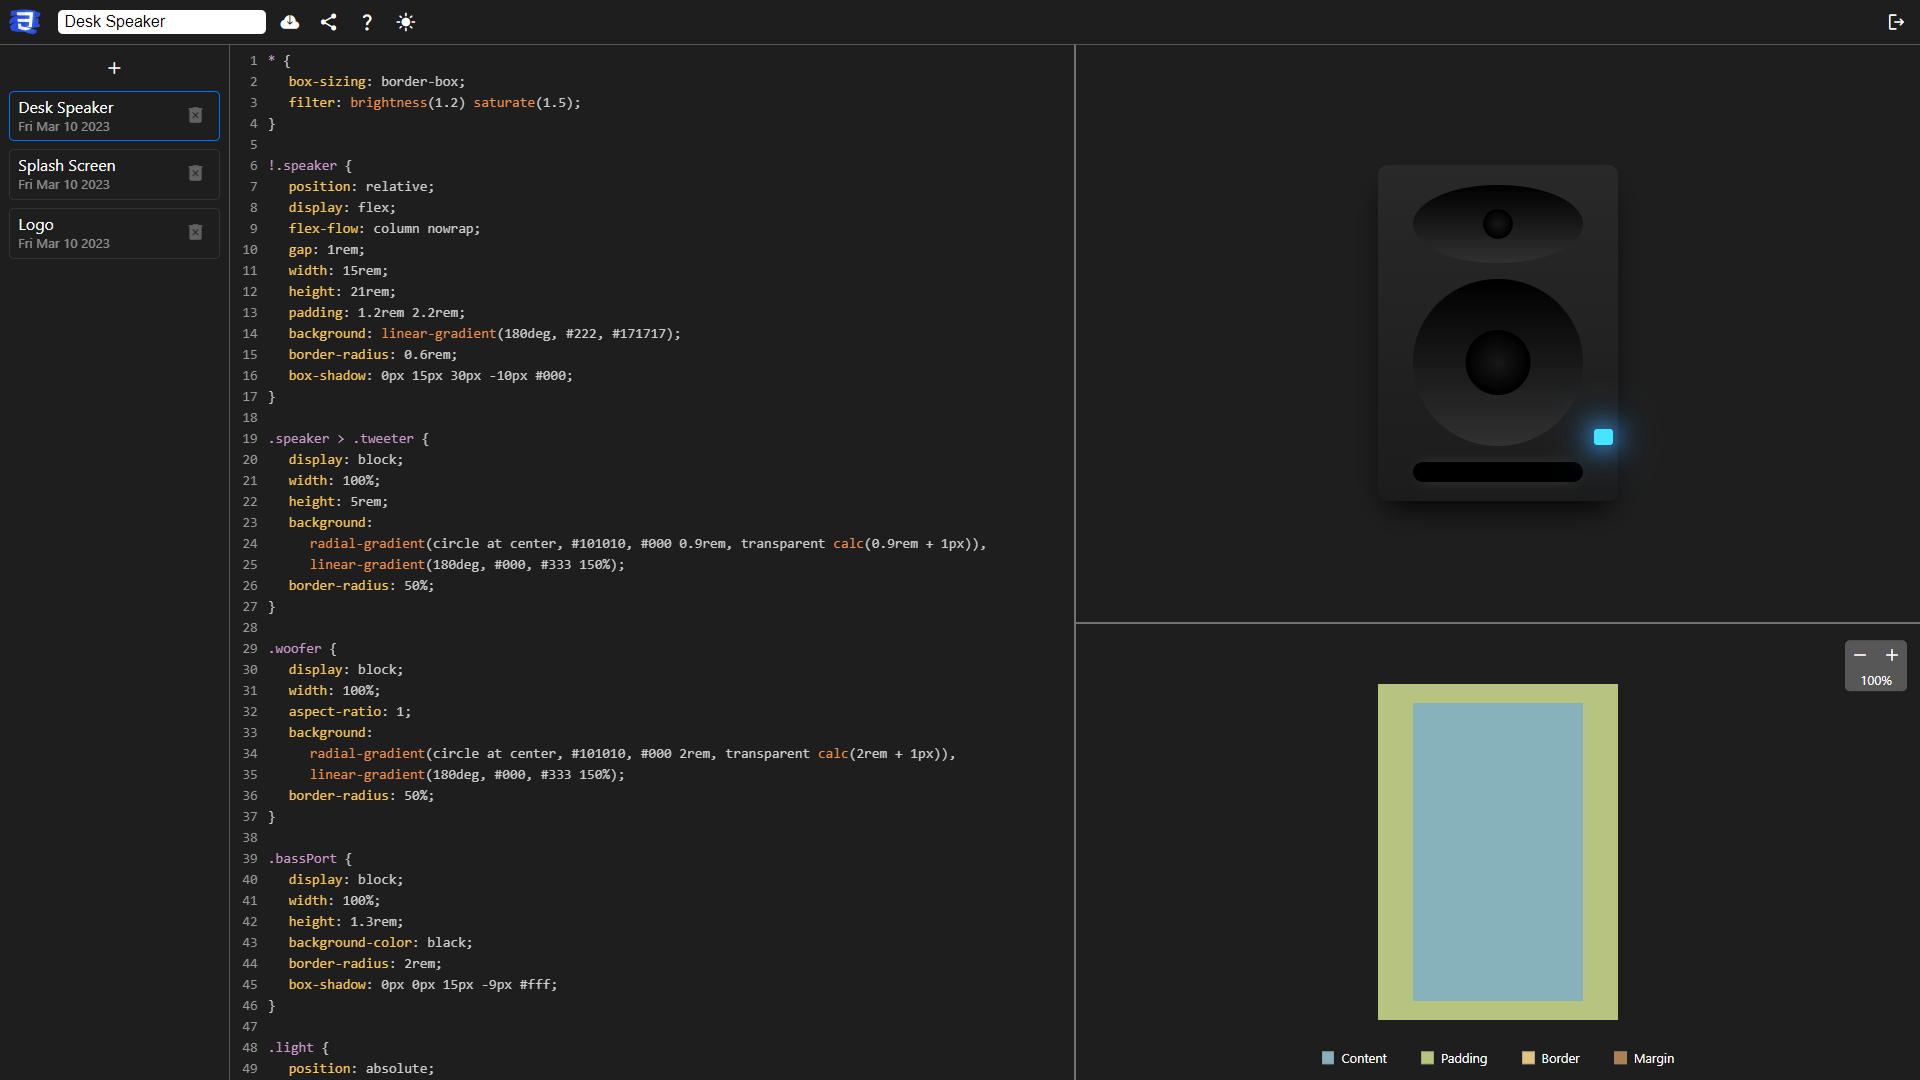 Desk Speaker
?
+
Desk Speaker
Fri Mar 10 2023
Splash Screen
Fri Mar 10 2023
Logo
Fri Mar 10 2023
1 * {
2 box-sizing: border-box;
3 filter: brightness(1.2) saturate(1.5);
4 }
5
6 !.speaker {
7 position: relative;
8 display: flex;
9 flex-flow: column nowrap;
10 gap: 1rem;
11 width: 15rem;
12 height: 21rem;
13 padding: 1.2rem 2.2rem;
14 background: linear-gradient(180deg, #222, #171717);
15 border-radius: 0.6rem;
16 box-shadow: 0px 15px 30px -10px #000;
17 }
18
19 .speaker > .tweeter {
20 display: block;
21 width: 100%;
22 height: 5rem;
23 background:
24 radial-gradient(circle at center, #101010, #000 0.9rem, transparent calc(0.9rem + 1px)),
25 linear-gradient(180deg, #000, #333 150%);
26 border-radius: 50%;
27 }
28
29 .woofer {
30 display: block;
31 width: 100%;
32 aspect-ratio: 1;
33 background:
34 radial-gradient(circle at center, #101010, #000 2rem, transparent calc(2rem + 1px)),
35 linear-gradient(180deg, #000, #333 150%);
36 border-radius: 50%;
37 }
38
39 .bassPort {
40 display: block;
41 width: 100%;
42 height: 1.3rem;
43 background-color: black;
44 border-radius: 2rem;
45 box-shadow: 0px 0px 15px -9px #fff;
46 }
47
48 .light {
49 position: absolute;
− +
100%
Content Padding Border Margin